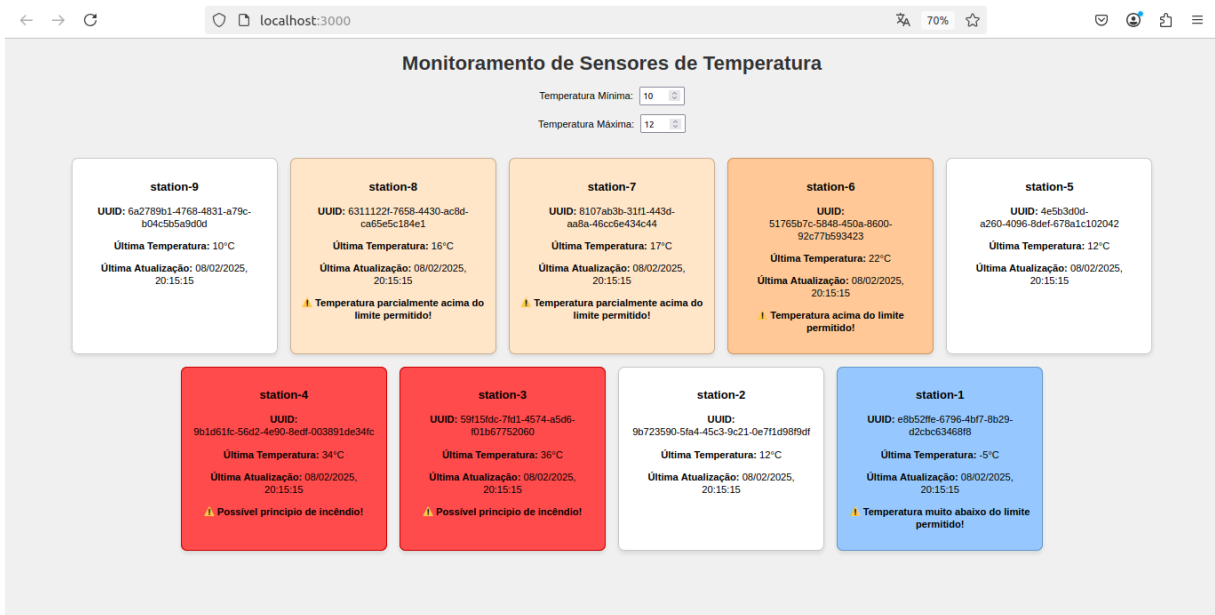 localhost:3000
70%
Monitoramento de Sensores de Temperatura
Temperatura Mínima: 10
Temperatura Máxima: 12
station-9
UUID: 6a2789b1-4768-4831-a79c-
b04c5b5a9d0d
Última Temperatura: 10°C
Última Atualização: 08/02/2025,
20:15:15
station-8
UUID: 6311122f-7658-4430-ac8d-
ca65e5c184e1
Última Temperatura: 16°C
Última Atualização: 08/02/2025,
20:15:15
⚠️ Temperatura parcialmente acima do
limite permitido!
station-7
UUID: 8107ab3b-31f1-443d-
aa8a-46cc6e434c44
Última Temperatura: 17°C
Última Atualização: 08/02/2025,
20:15:15
⚠️ Temperatura parcialmente acima do
limite permitido!
station-6
UUID:
51765b7c-5848-450a-8600-
92c77b593423
Última Temperatura: 22°C
Última Atualização: 08/02/2025,
20:15:15
⚠️ Temperatura acima do limite
permitido!
station-5
UUID: 4e5b3d0d-
a260-4096-8def-678a1c102042
Última Temperatura: 12°C
Última Atualização: 08/02/2025,
20:15:15
station-4
UUID:
9b1d61fc-56d2-4e90-8edf-003891de34fc
Última Temperatura: 34°C
Última Atualização: 08/02/2025,
20:15:15
⚠️ Possível principio de incêndio!
station-3
UUID: 59f15fdc-7fd1-4574-a5d6-
f01b67752060
Última Temperatura: 36°C
Última Atualização: 08/02/2025,
20:15:15
⚠️ Possível principio de incêndio!
station-2
UUID:
9b723590-5fa4-45c3-9c21-0e7f1d98f9df
Última Temperatura: 12°C
Última Atualização: 08/02/2025,
20:15:15
station-1
UUID: e8b52ffe-6796-4bf7-8b29-
d2cbc63468f8
Última Temperatura: -5°C
Última Atualização: 08/02/2025,
20:15:15
⚠️ Temperatura muito abaixo do limite
permitido!